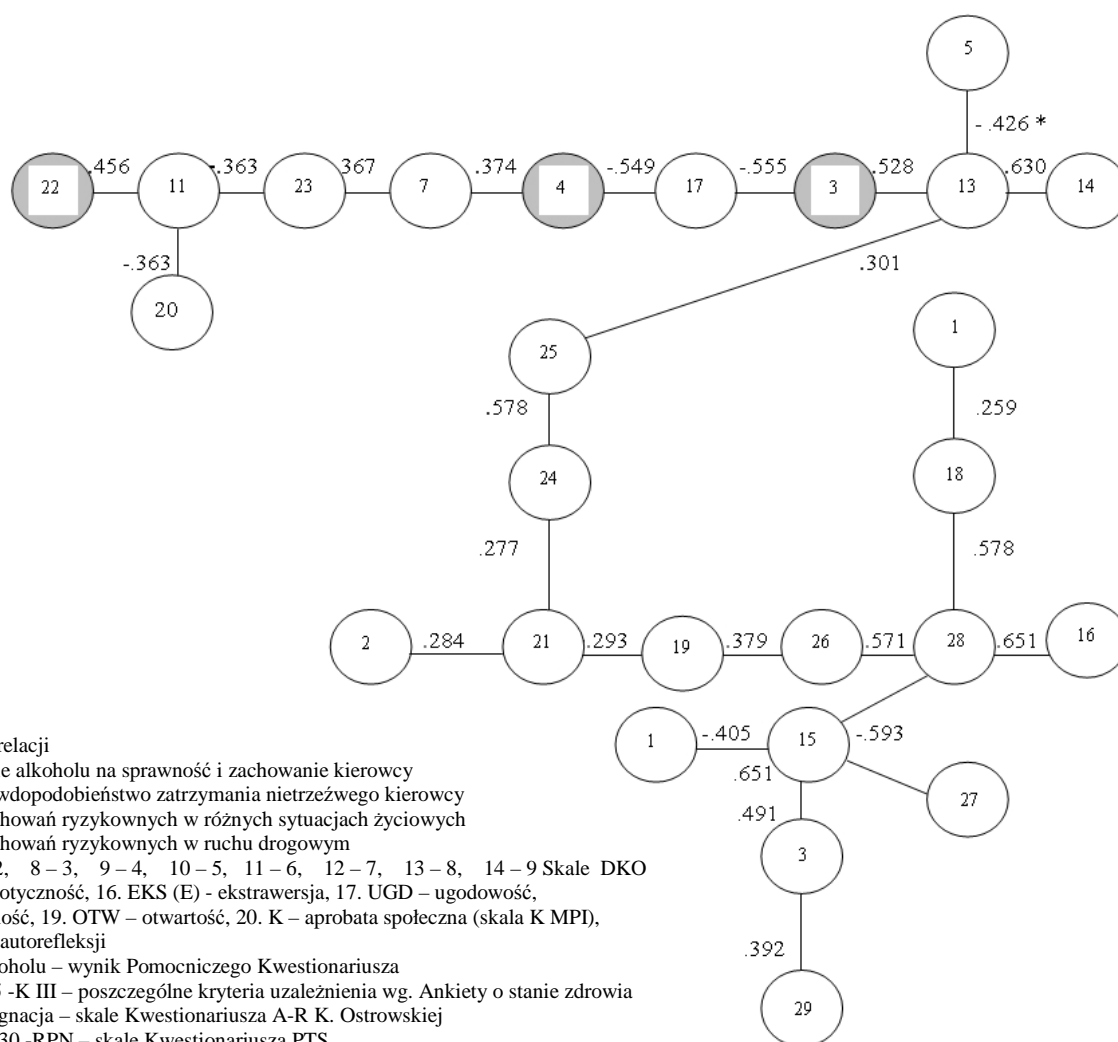 5
- .426 *
22 .456 11 -.363 23 .367 7 .374 4 -.549 17 -.555 3 .528 13 .630 14
-.363 .301
20
1
25
.578 .259
24 18
.277 .578
2 .284 21 .293 19 .379 26 .571 28 .651 16
1 -.405 15 -.593
.651
27
.491
3
.392
29
relacji
e alkoholu na sprawność i zachowanie kierowcy
wdopodobieństwo zatrzymania nietrzeźwego kierowcy
howań ryzykownych w różnych sytuacjach życiowych
howań ryzykownych w ruchu drogowym
2, 8 – 3, 9 – 4, 10 – 5, 11 – 6, 12 – 7, 13 – 8, 14 – 9 Skale DKO
otyczność, 16. EKS (E) - ekstrawersja, 17. UGD – ugodowość,
ność, 19. OTW – otwartość, 20. K – aprobata społeczna (skala K MPI),
autorefleksji
oholu – wynik Pomocniczego Kwestionariusza
-K III – poszczególne kryteria uzależnienia wg. Ankiety o stanie zdrowia
gnacja – skale Kwestionariusza A-R K. Ostrowskiej
30 -RPN – skale Kwestionariusza PTS